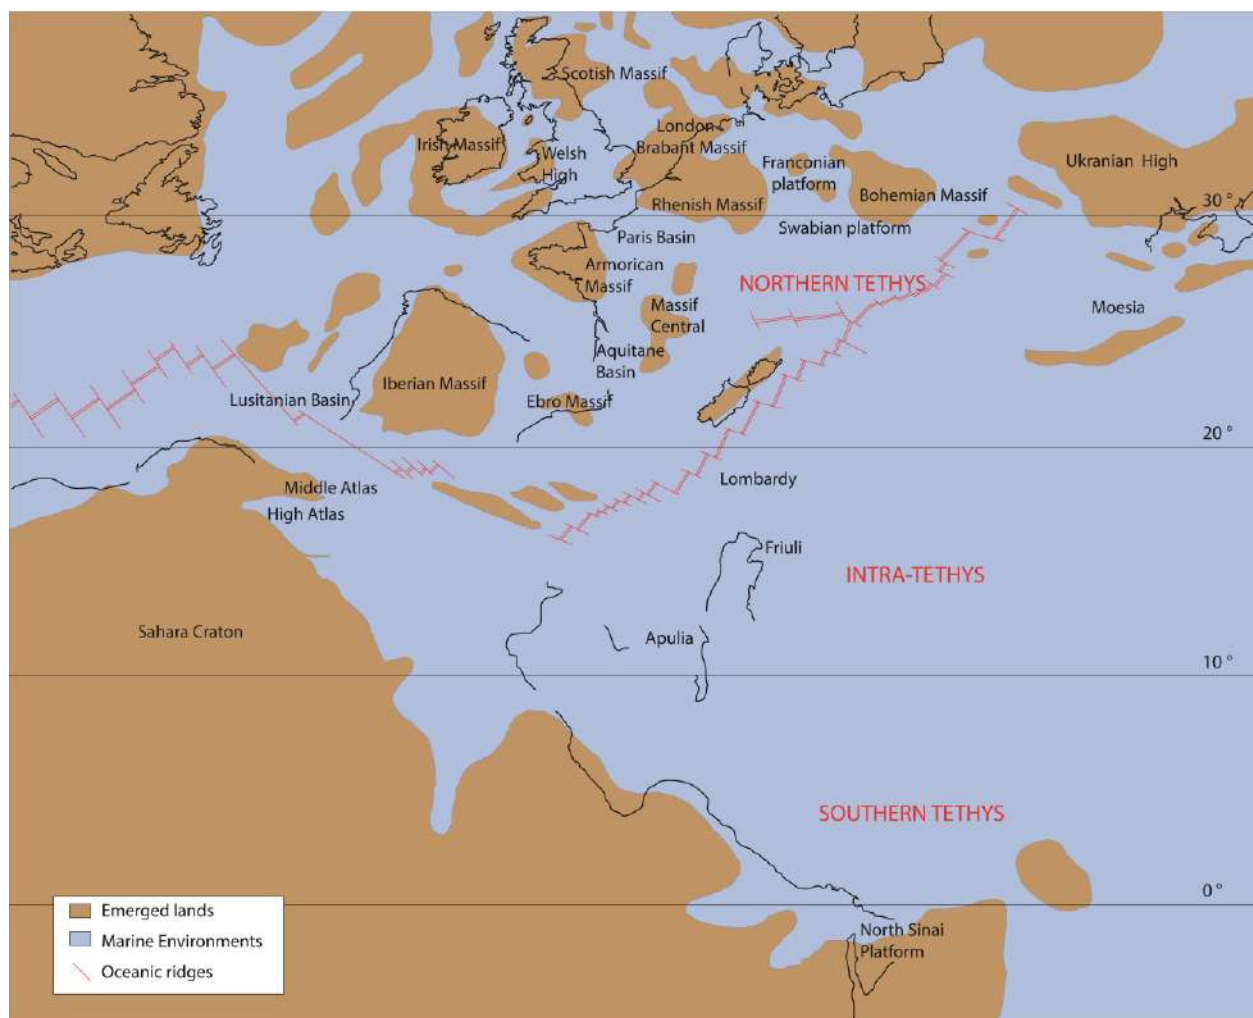 Scotish Massif
Irish Massif
Welsh
High
London
Brabant Massif
Franconian
platform
Ukranian High
Rhenish Massif
Bohemian Massif
30 °
Swabian platform
Paris Basin
Armorican
Massif
NORTHERN TETHYS
Massif
Central
Moesia
Aquitane
Basin
Iberian Massif
Lusitanian Basin
Ebro Massif
20 °
Lombardy
Middle Atlas
High Atlas
Friuli
INTRA-TETHYS
Sahara Craton
Apulia
10 °
SOUTHERN TETHYS
0 °
Emerged lands
Marine Environments
Oceanic ridges
North Sinai
Platform